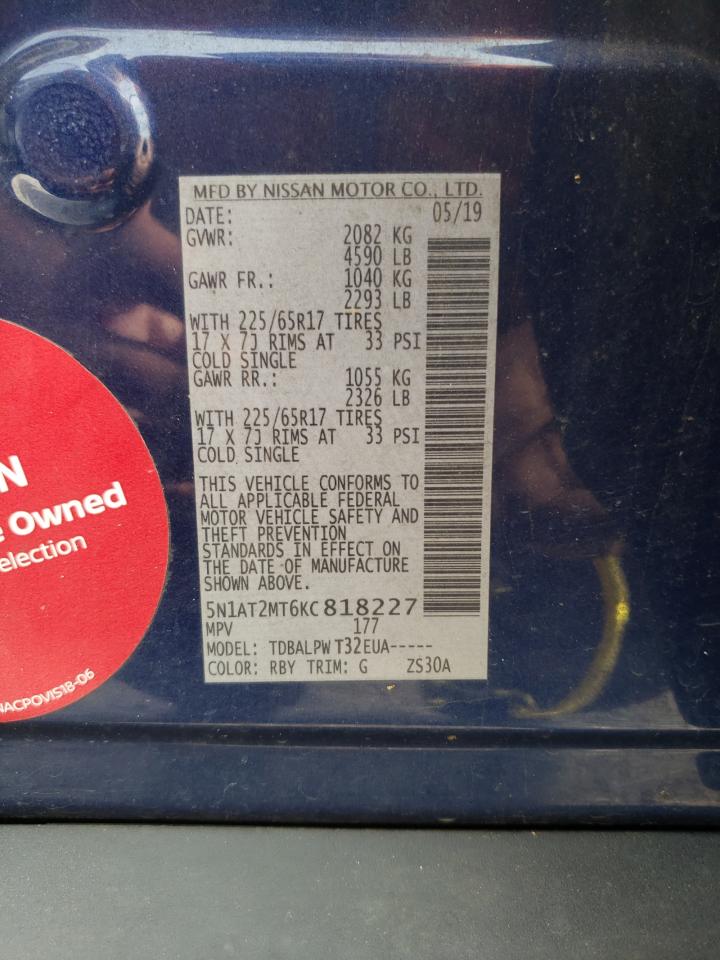 MFD BY NISSAN MOTOR CO., LTD.
DATE: 05/19
GVWR: 2082 KG
4590 LB
GAWR FR.: 1040 KG
2293 LB
WITH 225/65R17 TIRES
17 X 7J RIMS AT 33 PSI
COLD SINGLE
GAWR RR.: 1055 KG
2326 LB
WITH 225/65R17 TIRES
17 X 7J RIMS AT 33 PSI
COLD SINGLE
THIS VEHICLE CONFORMS TO
ALL APPLICABLE FEDERAL
MOTOR VEHICLE SAFETY AND
THEFT PREVENTION
STANDARDS IN EFFECT ON
THE DATE OF MANUFACTURE
SHOWN ABOVE.
5N1AT2MT6KC818227
MPV 177
MODEL: TDBALPW T32EUA-----
COLOR: RBY TRIM: G ZS30A
N
e Owned
election
NACPOVIS18-06